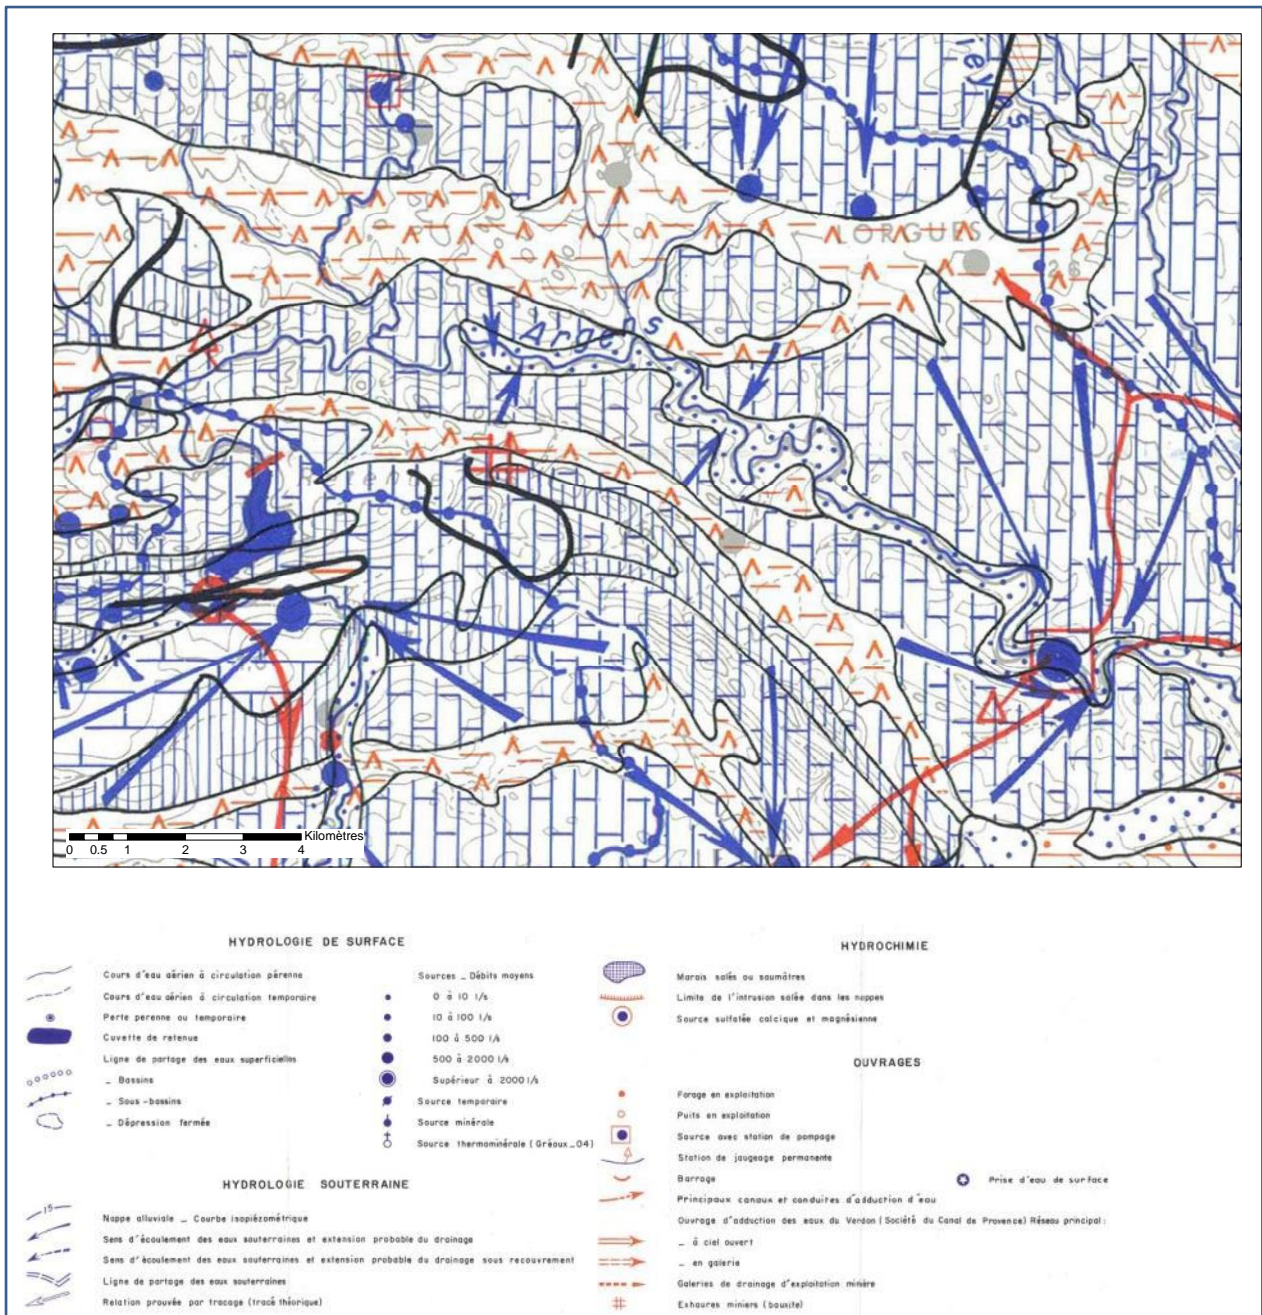 ieyns
LORGUES
Argens
Kilomètres
0 0.5 1 2 3 4
HYDROLOGIE DE SURFACE
Cours d'eau aérien à circulation pérenne
Cours d'eau aérien à circulation temporaire
Perte perenne ou temporaire
Cuvette de retenue
Ligne de partage des eaux superficielles
_ Bassins
_ Sous-bassins
_ Dépression fermée
Sources _ Débits moyens
0 à 10 l/s
10 à 100 l/s
100 à 500 l/s
500 à 2000 l/s
Supérieur à 2000 l/s
Source temporaire
Source minérale
Source thermominérale (Gréoux_04)
HYDROLOGIE SOUTERRAINE
15
Nappe alluviale _ Courbe isopiézométrique
Sens d'écoulement des eaux souterraines et extension probable du drainage
Sens d'écoulement des eaux souterraines et extension probable du drainage sous recouvrement
Ligne de partage des eaux souterraines
Relation prouvée par traçage (tracé théorique)
HYDROCHIMIE
Marais salés ou saumâtres
Limite de l'intrusion salée dans les nappes
Source sulfatée calcique et magnésienne
OUVRAGES
Forage en exploitation
Puits en exploitation
Source avec station de pompage
Station de jaugeage permanente
Barrage
Prise d'eau de surface
Principaux canaux et conduites d'adduction d'eau
Ouvrage d'adduction des eaux du Verdon (Société du Canal de Provence) Réseau principal :
_ à ciel ouvert
_ en galerie
Galeries de drainage d'exploitation minière
Exhaures miniers (bauxite)